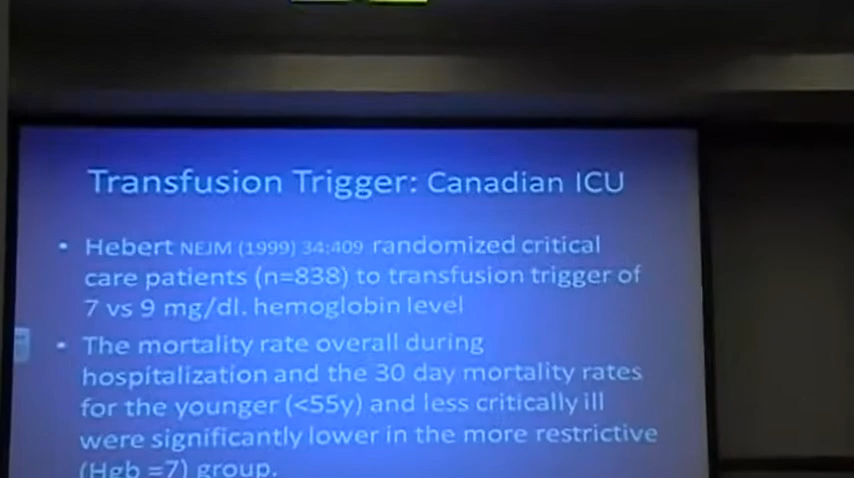 Transfusion Trigger: Canadian ICU
• Hebert NEJM (1999) 34:409 randomized critical
care patients (n=838) to transfusion trigger of
7 vs 9 mg/dl. hemoglobin level
• The mortality rate overall during
hospitalization and the 30 day mortality rates
for the younger (<55y) and less critically ill
were significantly lower in the more restrictive
(Hgb =7) group.